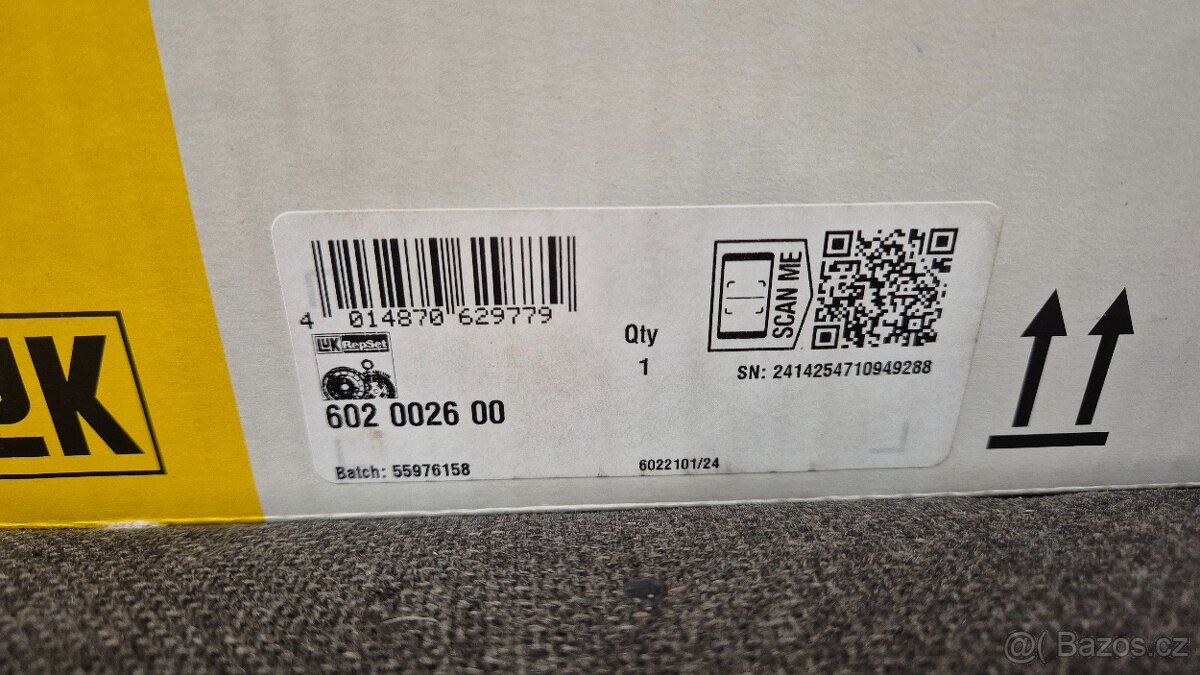 LUK
4 014870 629779
LUK RepSet
602 0026 00
Batch: 55976158
Qty
1
6022101/24
SCAN ME
SN: 2414254710949288
@( Bazos.cz